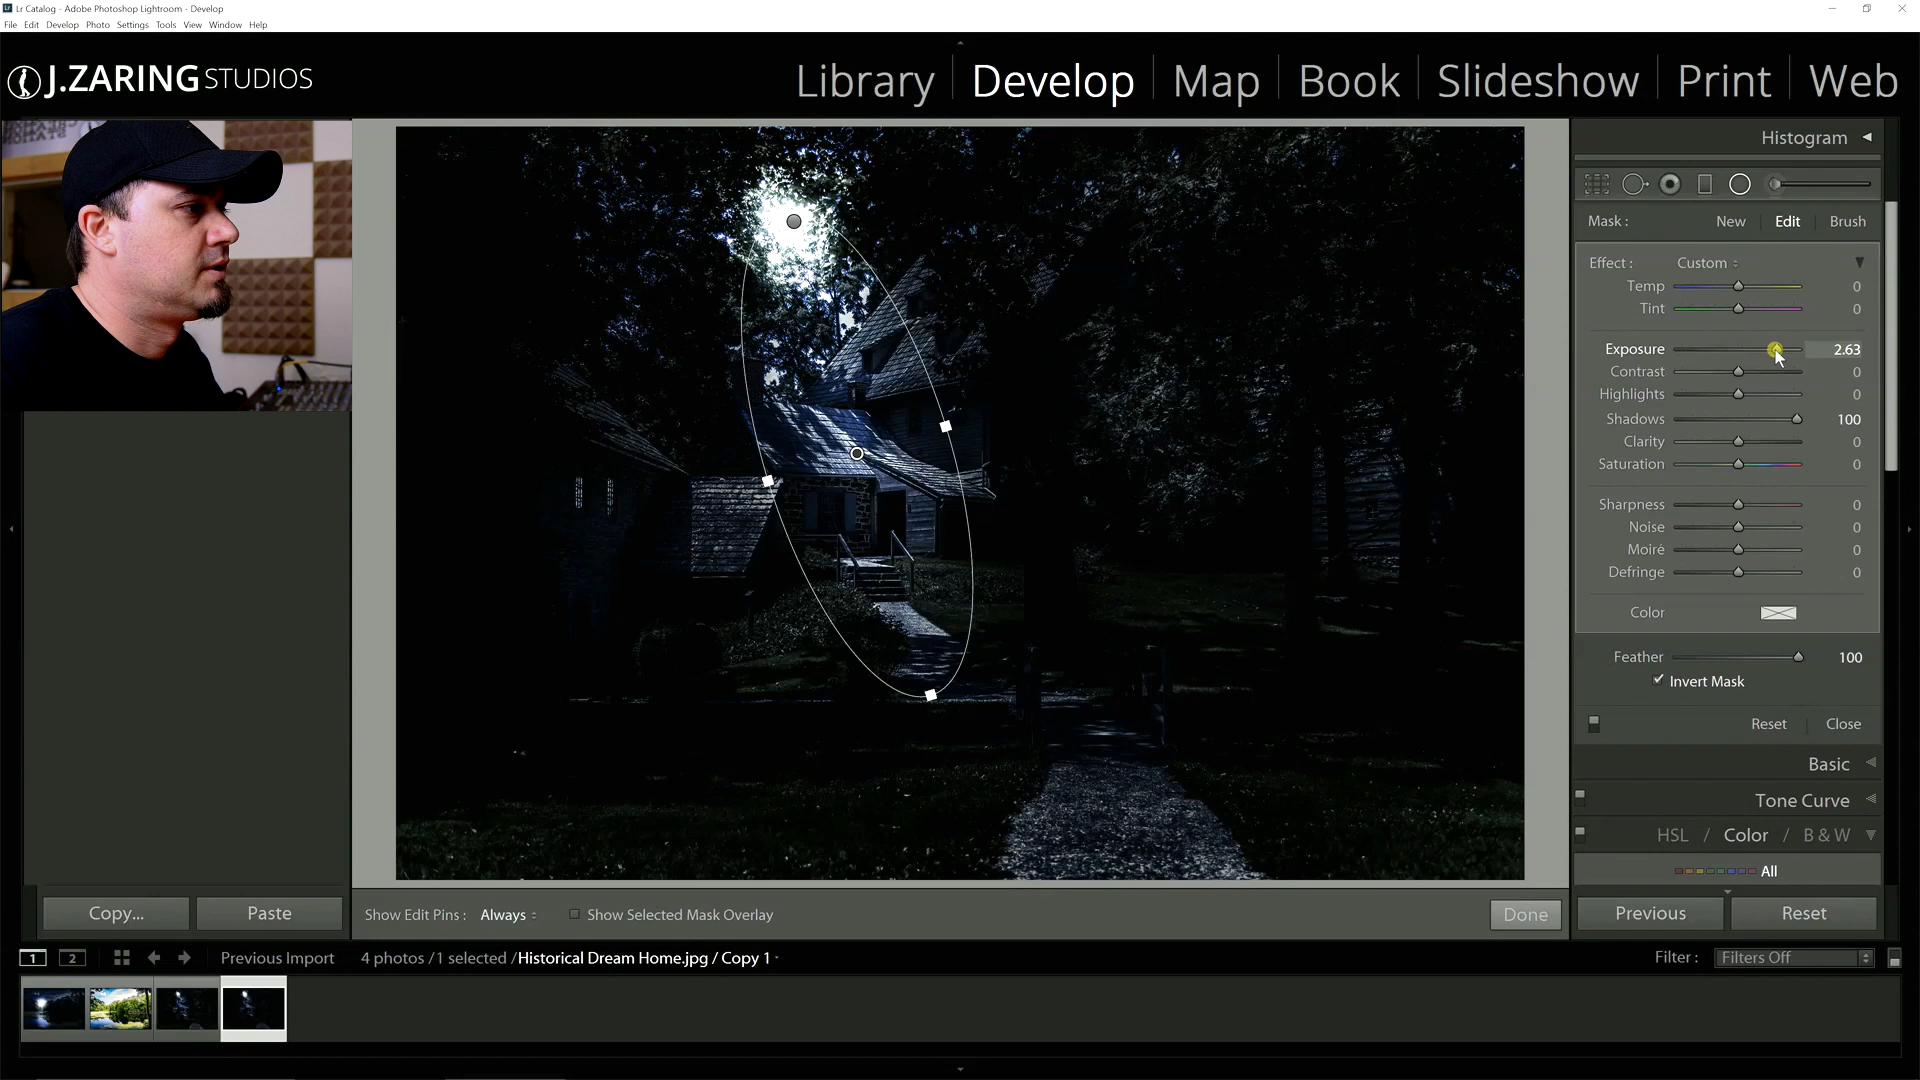 Lr Catalog - Adobe Photoshop Lightroom - Develop
File Edit Develop Photo Settings Tools View Window Help
J.ZARING STUDIOS
Library Develop Map Book Slideshow Print Web
Histogram
Mask : New Edit Brush
Effect : Custom
Temp 0
Tint 0
Exposure 2.63
Contrast 0
Highlights 0
Shadows 100
Clarity 0
Saturation 0
Sharpness 0
Noise 0
Moiré 0
Defringe 0
Color
Feather 100
Invert Mask
Reset Close
Basic
Tone Curve
HSL / Color / B & W
All
Copy... Paste
Show Edit Pins : Always Show Selected Mask Overlay Done
Previous Reset
1 2 Previous Import 4 photos / 1 selected / Historical Dream Home.jpg / Copy 1
Filter : Filters Off